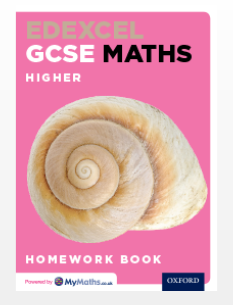 EDEXCEL
GCSE MATHS
HIGHER
HOMEWORK BOOK
Powered by MyMaths.co.uk
OXFORD